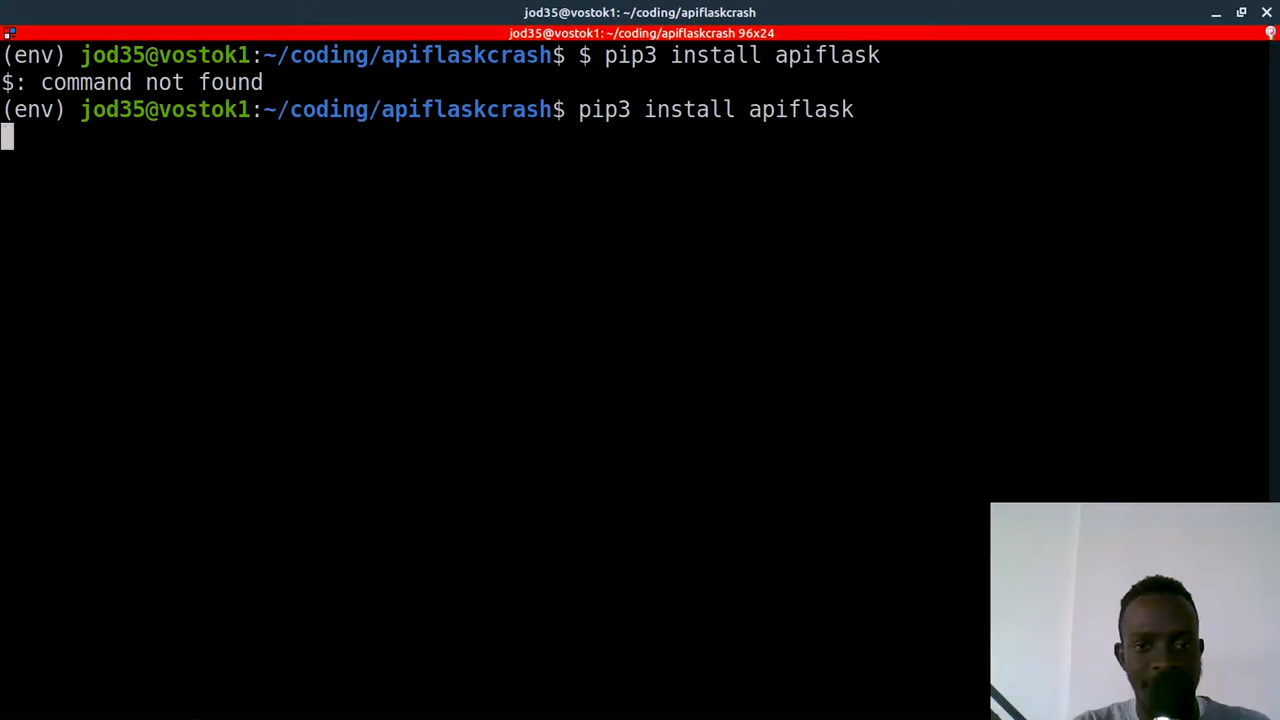 jod35@vostok1: ~/coding/apiflaskcrash
jod35@vostok1: ~/coding/apiflaskcrash 96x24
(env) jod35@vostok1:~/coding/apiflaskcrash$ $ pip3 install apiflask
$: command not found
(env) jod35@vostok1:~/coding/apiflaskcrash$ pip3 install apiflask